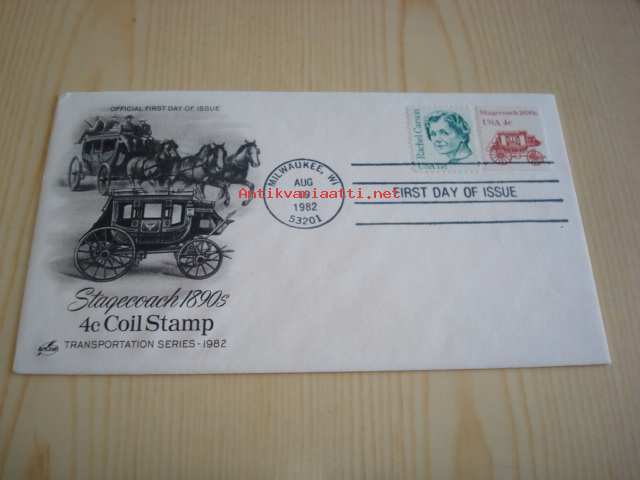 OFFICIAL FIRST DAY OF ISSUE
Rachel Carson
Stagecoach 1890s
USA 4c
MILWAUKEE, WI
AUG
1982
53201
FIRST DAY OF ISSUE
Antikvariaatti.net
Stagecoach 1890s
4c Coil Stamp
TRANSPORTATION SERIES - 1982